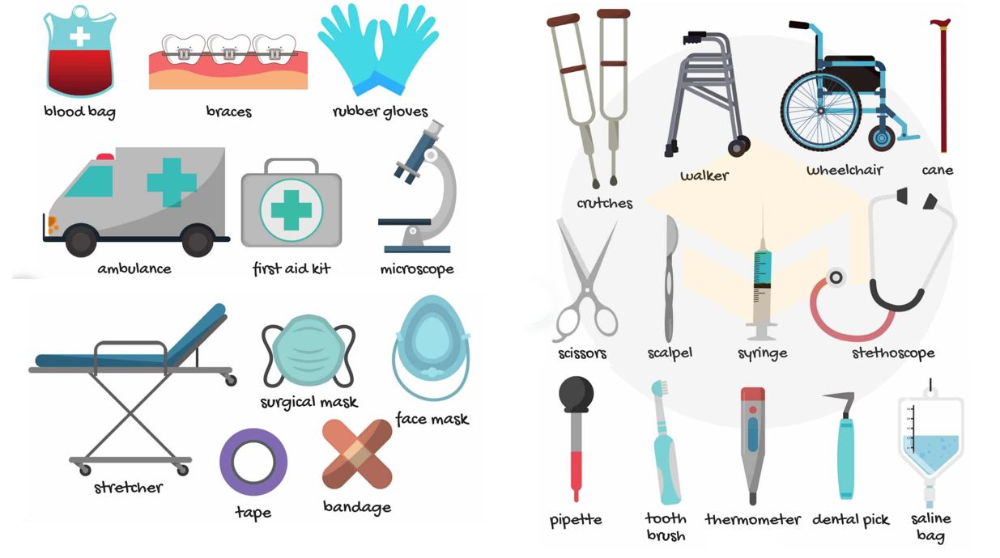 blood bag
braces
rubber gloves
ambulance
first aid kit
microscope
stretcher
surgical mask
face mask
tape
bandage
crutches
walker
wheelchair
cane
scissors
scalpel
syringe
stethoscope
pipette
tooth
brush
thermometer
dental pick
saline
bag